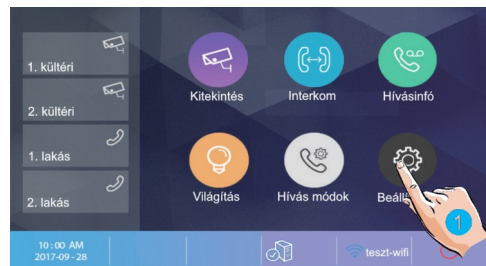 1. kültéri
2. kültéri
1. lakás
2. lakás
Kitekintés
Interkom
Hívásinfó
Világítás
Hívás módok
1
10:00 AM
2017-09-28
teszt-wifi